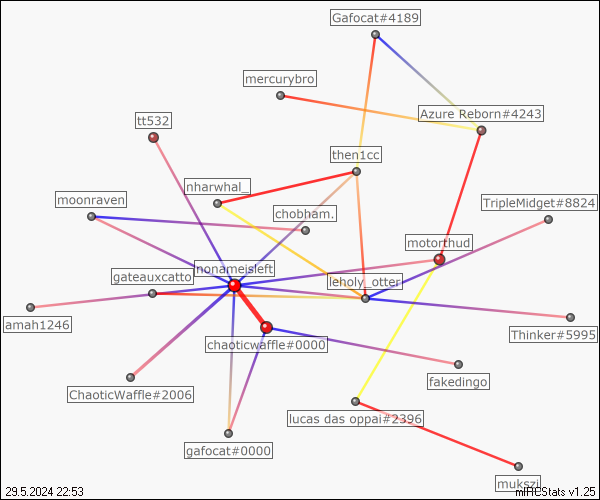 Gafocat#4189
mercurybro
Azure Reborn#4243
tt532
then1cc
nharwhal_
moonraven
TripleMidget#8824
chobham.
motorthud
nonameisleft
gateauxcatto
leholy_otter
amah1246
Thinker#5995
chaoticwaffle#0000
fakedingo
ChaoticWaffle#2006
lucas das oppai#2396
gafocat#0000
mukszi
29.5.2024 22:53
mIRCStats v1.25